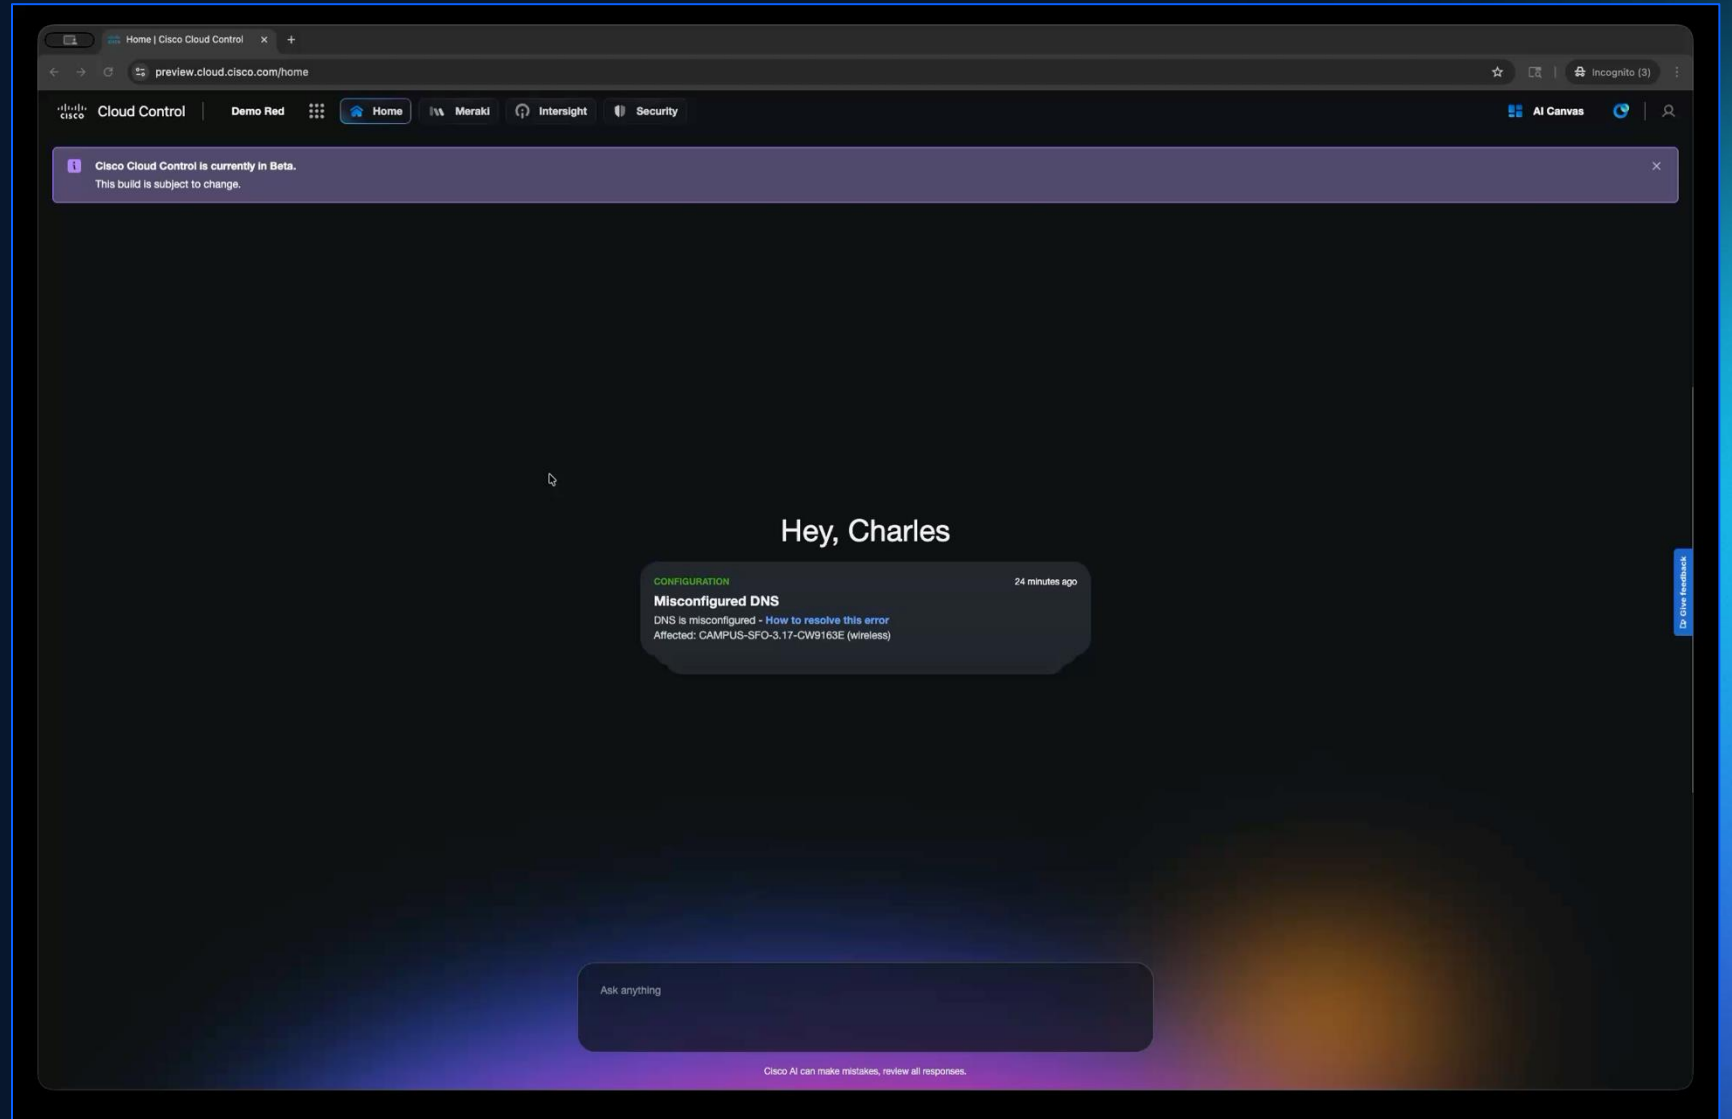 Home | Cisco Cloud Control
preview.cloud.cisco.com/home
Incognito (3)
CISCO
Cloud Control
Demo Red
Home
Meraki
Intersight
Security
AI Canvas
Cisco Cloud Control is currently in Beta.
This build is subject to change.
Hey, Charles
CONFIGURATION
24 minutes ago
Misconfigured DNS
DNS is misconfigured - How to resolve this error
Affected: CAMPUS-SFO-3.17-CW9163E (wireless)
Give feedback
Ask anything
Cisco AI can make mistakes, review all responses.